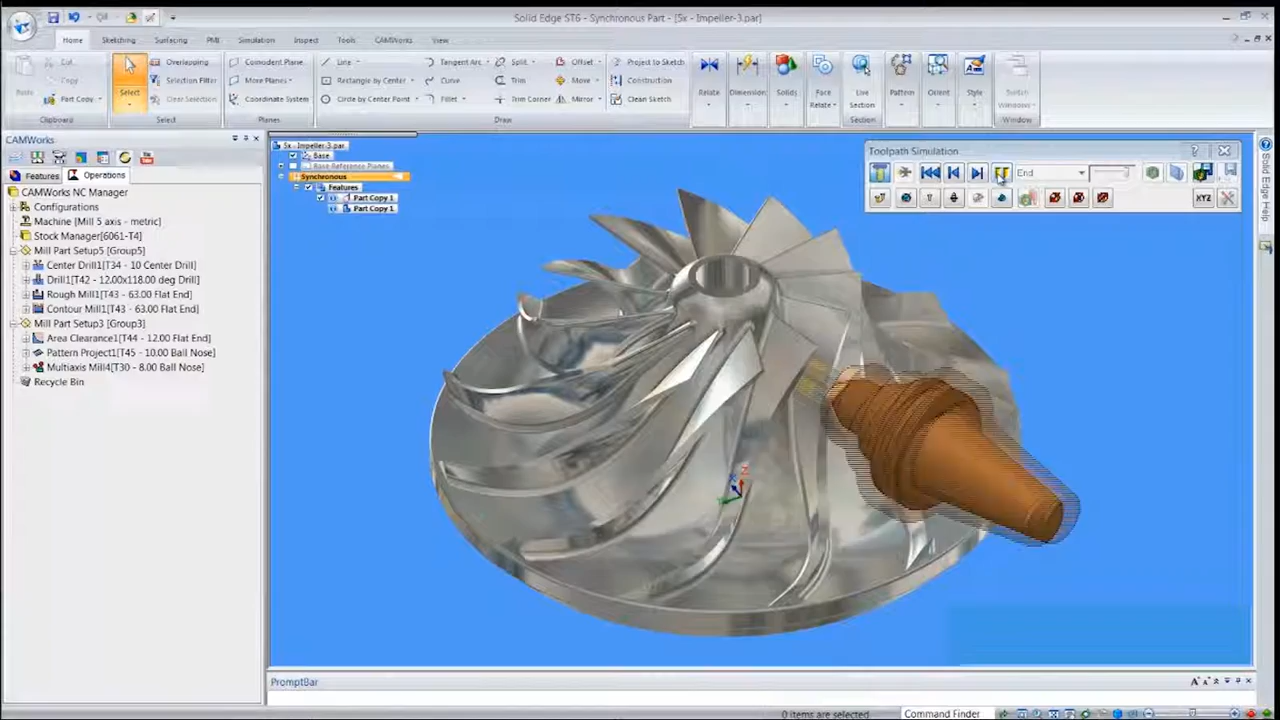 Solid Edge ST6 - Synchronous Part - [5x - Impeller-3.par]
Home Sketching Surfacing PMI Simulation Inspect Tools CAMWorks View
Paste Cut Copy Part Copy
Clipboard
Select Overlapping Selection Filter Clear Selection
Select
Coincident Plane More Planes Coordinate System
Planes
Line Rectangle by Center Circle by Center Point Tangent Arc Curve Fillet Split Trim Trim Corner Offset Move Mirror Project to Sketch Construction Clean Sketch
Draw
Relate Dimension Solids Face Relate Live Section
Section
Pattern Orient Style Switch Windows
Window
CAMWorks
Features Operations
CAMWorks NC Manager
Configurations
Machine [Mill 5 axis - metric]
Stock Manager[6061-T4]
Mill Part Setup5 [Group5]
Center Drill1[T34 - 10 Center Drill]
Drill1[T42 - 12.00x118.00 deg Drill]
Rough Mill1[T43 - 63.00 Flat End]
Contour Mill1[T43 - 63.00 Flat End]
Mill Part Setup3 [Group3]
Area Clearance1[T44 - 12.00 Flat End]
Pattern Project1[T45 - 10.00 Ball Nose]
Multiaxis Mill4[T30 - 8.00 Ball Nose]
Recycle Bin
5x - Impeller-3.par
Base
Base Reference Planes
Synchronous
Features
Part Copy 1
Part Copy 1
Toolpath Simulation
End
XYZ
Z
Solid Edge Help
PromptBar
0 items are selected Command Finder